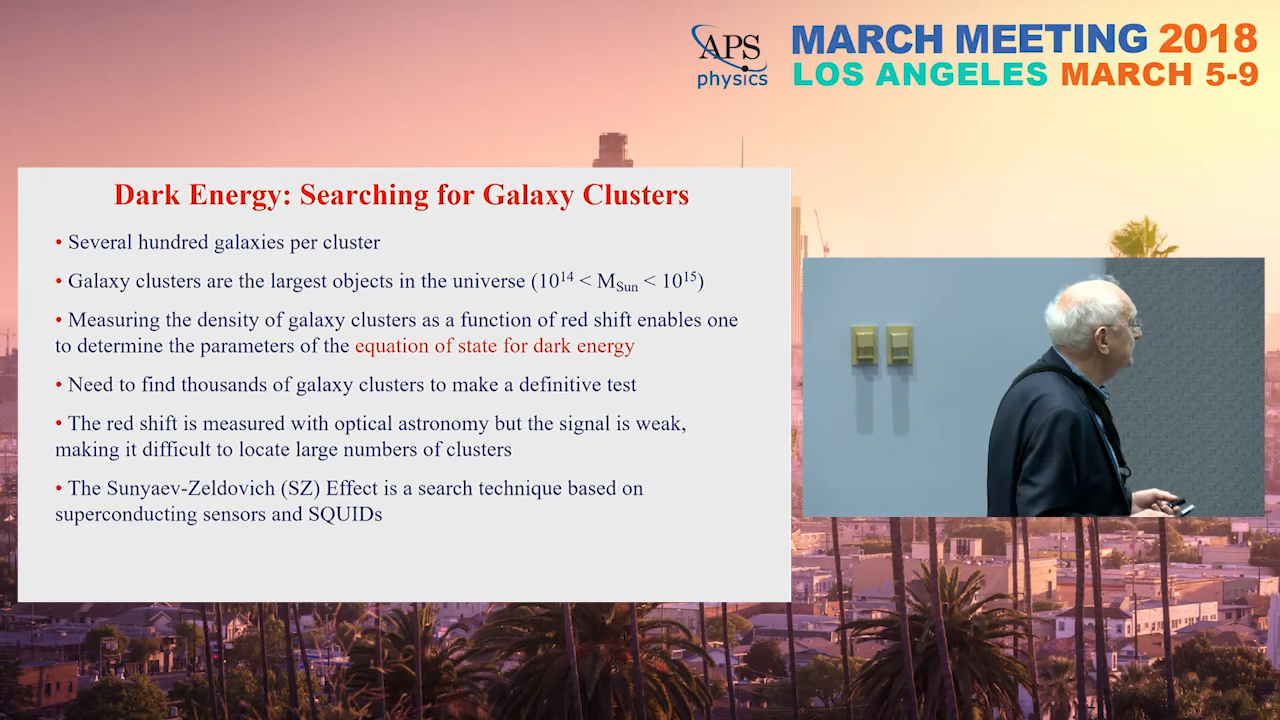 APS
physics
MARCH MEETING 2018
LOS ANGELES MARCH 5-9
Dark Energy: Searching for Galaxy Clusters
• Several hundred galaxies per cluster
• Galaxy clusters are the largest objects in the universe (10¹⁴ < M_Sun < 10¹⁵)
• Measuring the density of galaxy clusters as a function of red shift enables one
to determine the parameters of the equation of state for dark energy
• Need to find thousands of galaxy clusters to make a definitive test
• The red shift is measured with optical astronomy but the signal is weak,
making it difficult to locate large numbers of clusters
• The Sunyaev-Zeldovich (SZ) Effect is a search technique based on
superconducting sensors and SQUIDs